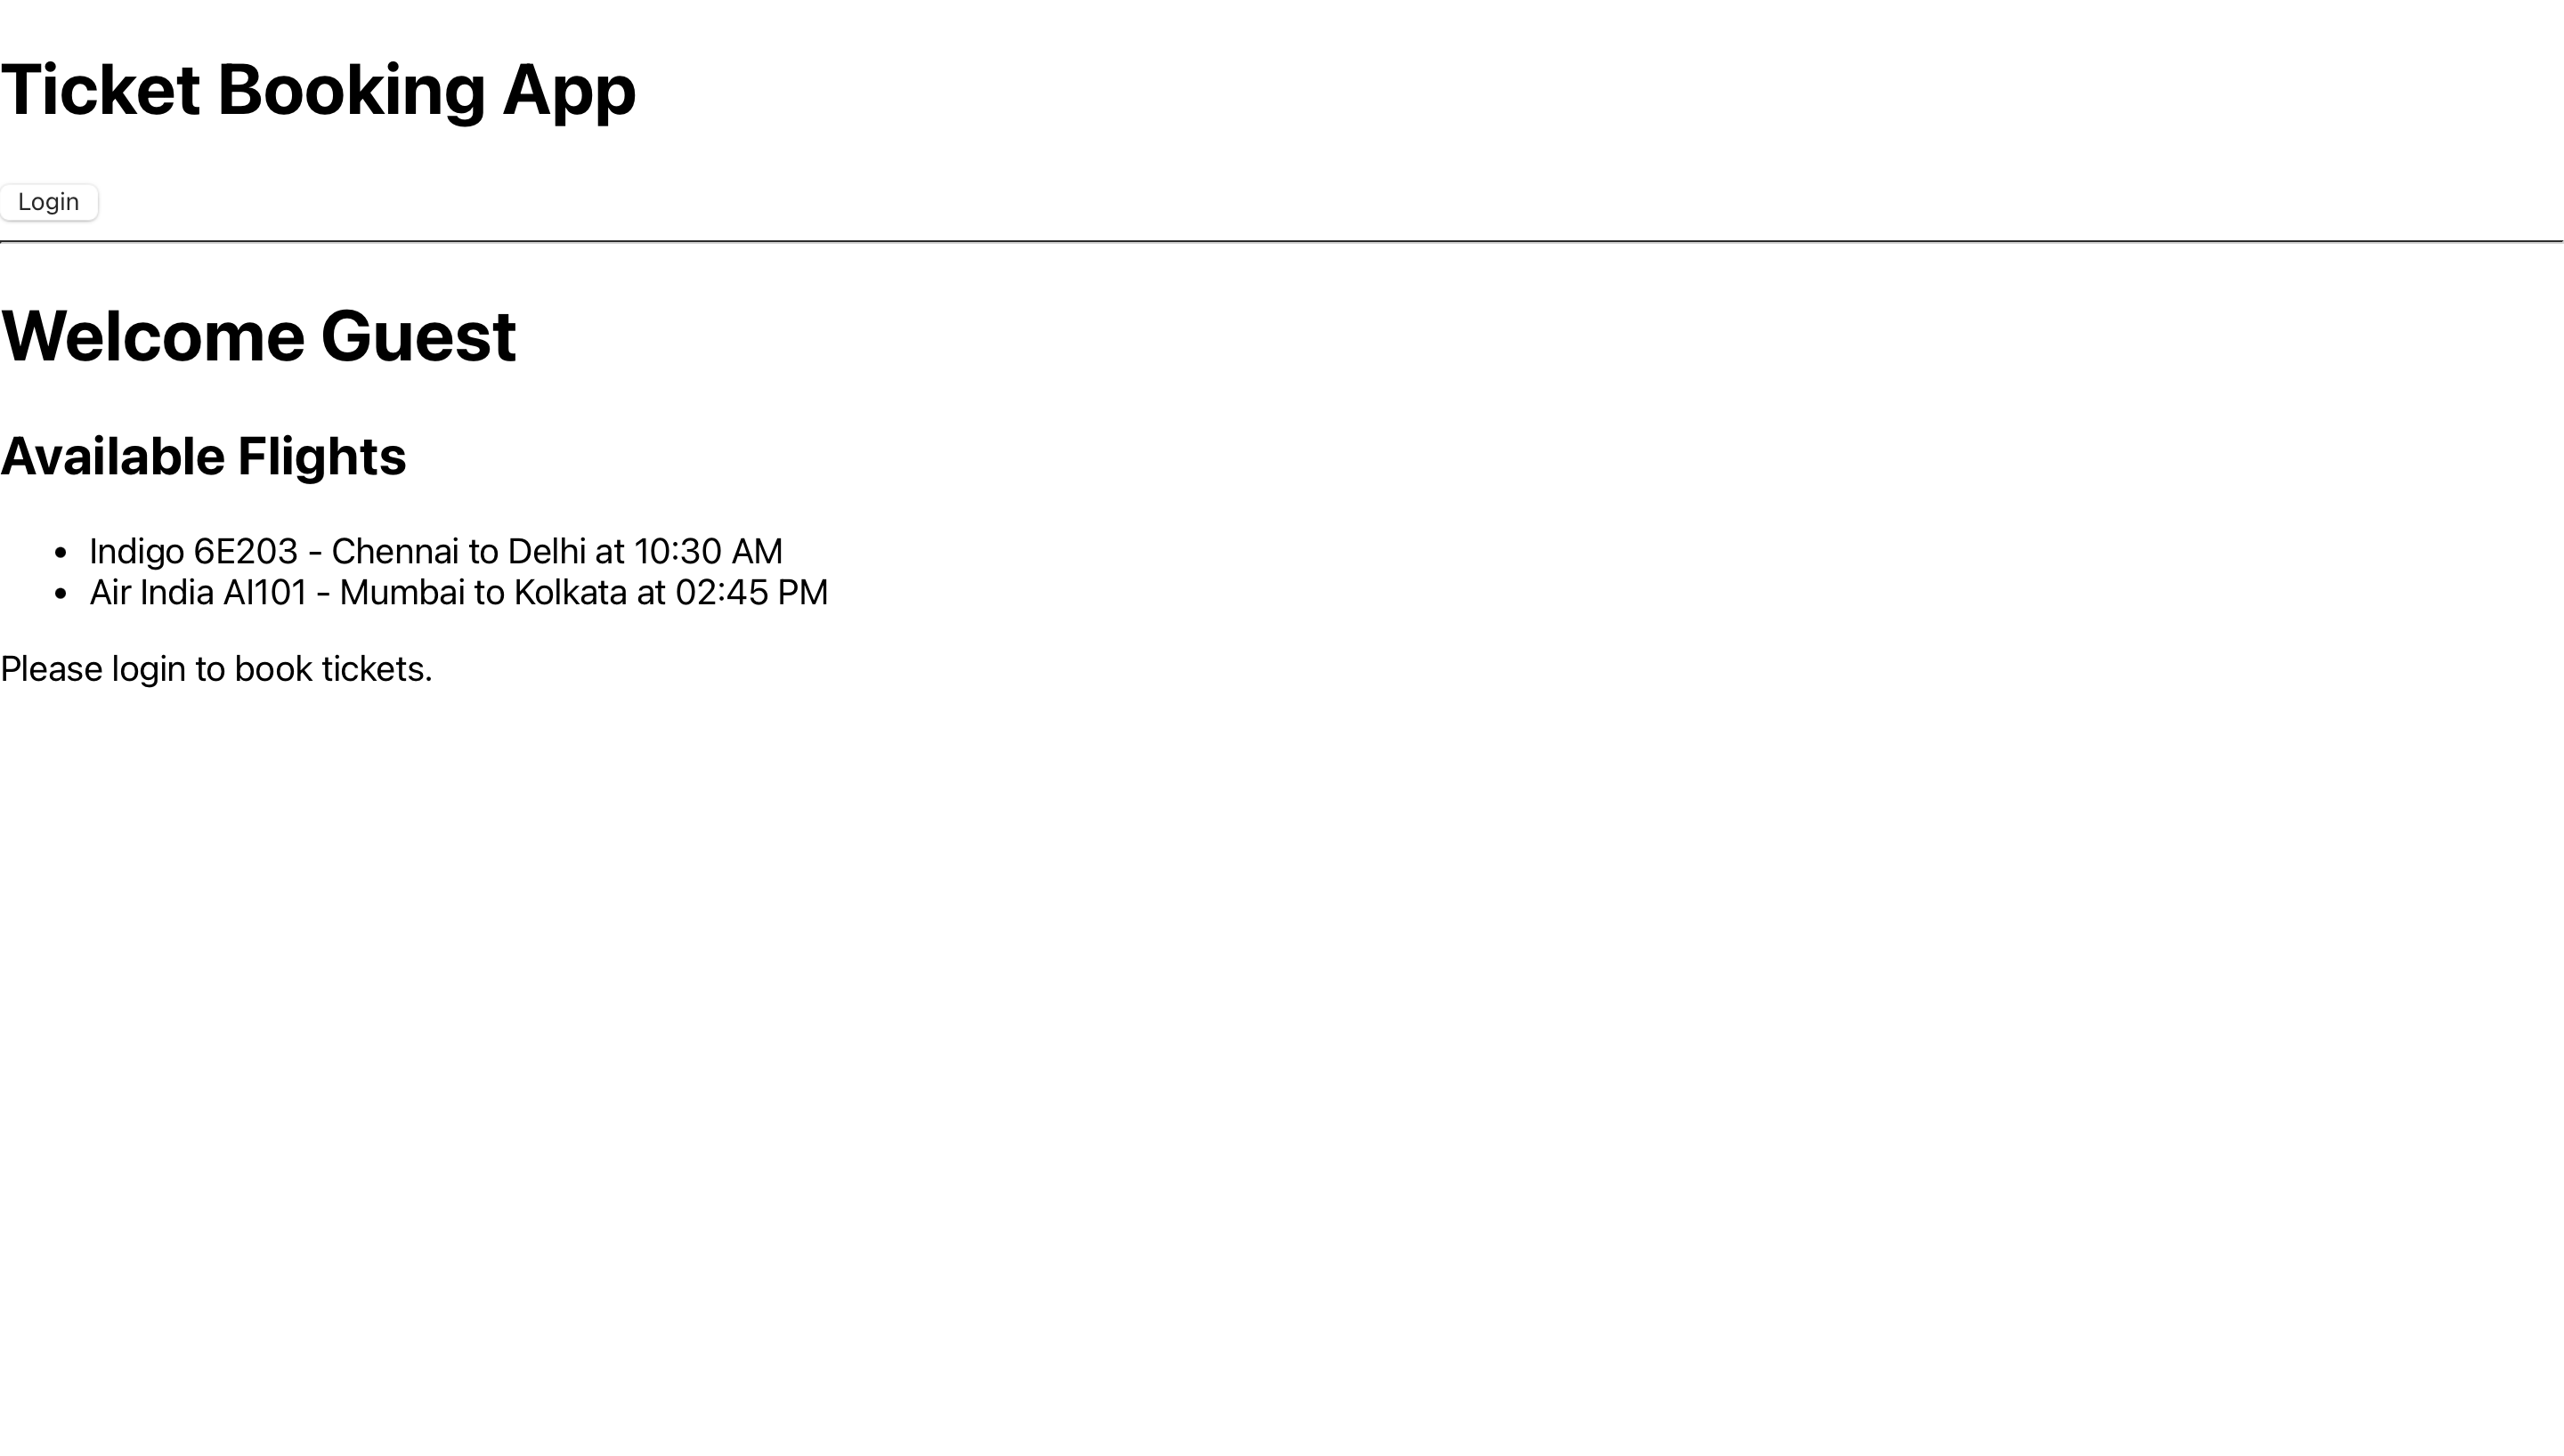 Ticket Booking App
Login
Welcome Guest
Available Flights
• Indigo 6E203 - Chennai to Delhi at 10:30 AM
• Air India AI101 - Mumbai to Kolkata at 02:45 PM
Please login to book tickets.